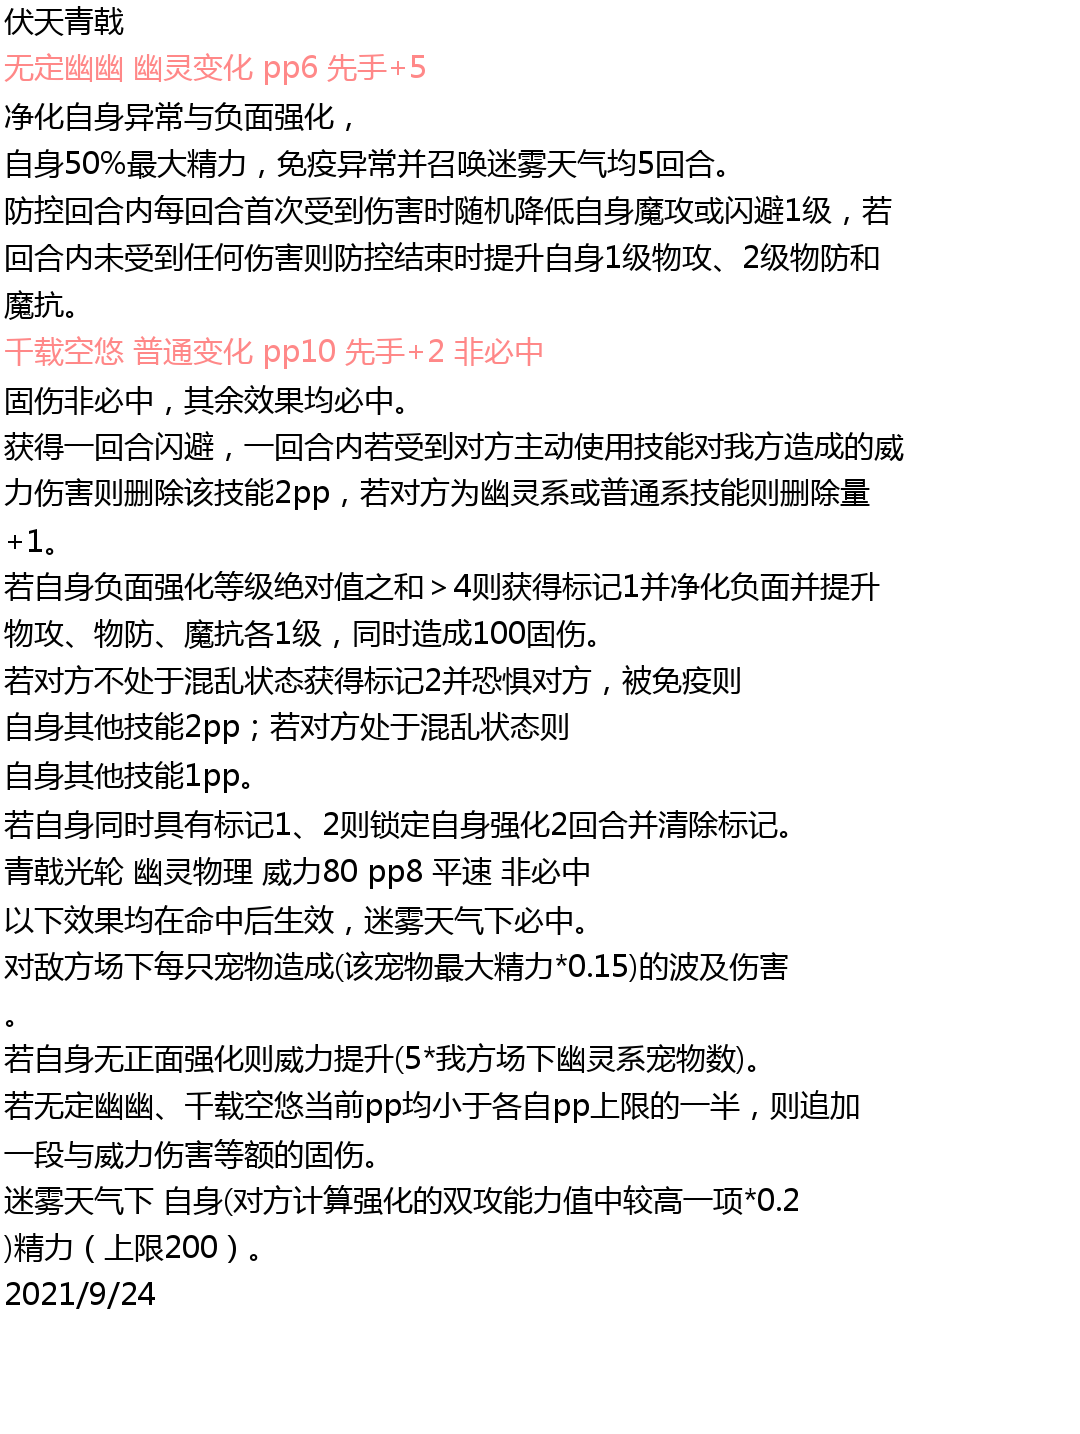 伏天青戟
无定幽幽 幽灵变化 pp6 先手+5
净化自身异常与负面强化，
自身50%最大精力，免疫异常并召唤迷雾天气均5回合。
防控回合内每回合首次受到伤害时随机降低自身魔攻或闪避1级，若
回合内未受到任何伤害则防控结束时提升自身1级物攻、2级物防和
魔抗。
千载空悠 普通变化 pp10 先手+2 非必中
固伤非必中，其余效果均必中。
获得一回合闪避，一回合内若受到对方主动使用技能对我方造成的威
力伤害则删除该技能2pp，若对方为幽灵系或普通系技能则删除量
+1。
若自身负面强化等级绝对值之和＞4则获得标记1并净化负面并提升
物攻、物防、魔抗各1级，同时造成100固伤。
若对方不处于混乱状态获得标记2并恐惧对方，被免疫则
自身其他技能2pp；若对方处于混乱状态则
自身其他技能1pp。
若自身同时具有标记1、2则锁定自身强化2回合并清除标记。
青戟光轮 幽灵物理 威力80 pp8 平速 非必中
以下效果均在命中后生效，迷雾天气下必中。
对敌方场下每只宠物造成(该宠物最大精力*0.15)的波及伤害
。
若自身无正面强化则威力提升(5*我方场下幽灵系宠物数)。
若无定幽幽、千载空悠当前pp均小于各自pp上限的一半，则追加
一段与威力伤害等额的固伤。
迷雾天气下 自身(对方计算强化的双攻能力值中较高一项*0.2
)精力（上限200）。
2021/9/24